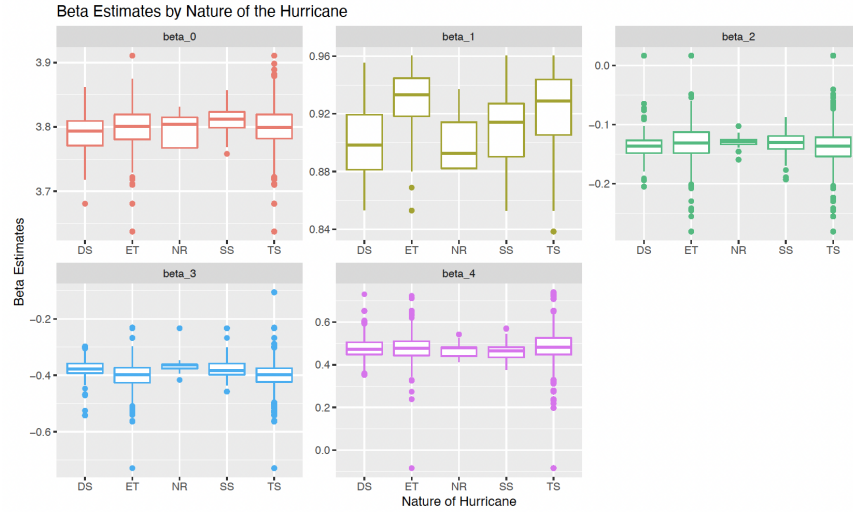 Beta Estimates by Nature of the Hurricane
beta_0
beta_1
beta_2
3.9
3.8
3.7
0.96
0.92
0.88
0.84
0.0
−0.1
−0.2
DS ET NR SS TS
DS ET NR SS TS
DS ET NR SS TS
Beta Estimates
beta_3
beta_4
−0.2
−0.4
−0.6
0.6
0.4
0.2
0.0
DS ET NR SS TS
DS ET NR SS TS
Nature of Hurricane